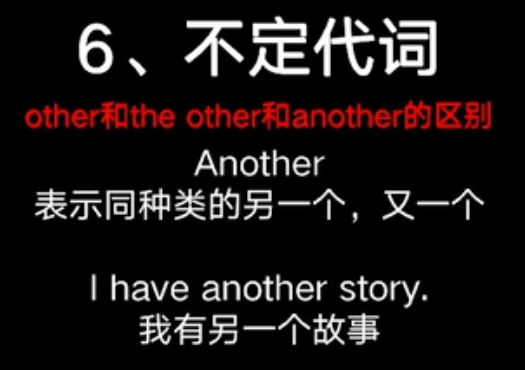 6、不定代词
other和the other和another的区别
Another
表示同种类的另一个，又一个
I have another story.
我有另一个故事